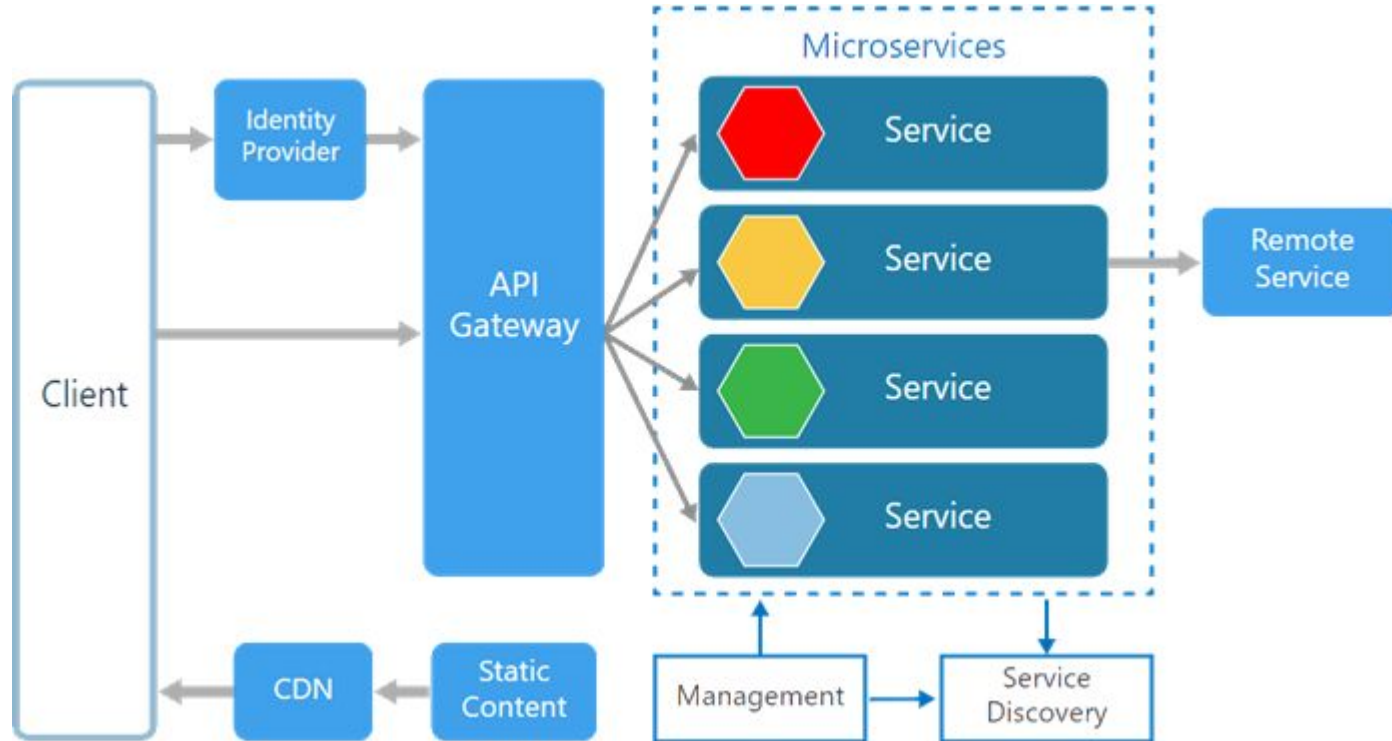 Microservices
Client
Identity
Provider
API
Gateway
Service
Service
Service
Service
Remote
Service
CDN
Static
Content
Management
Service
Discovery